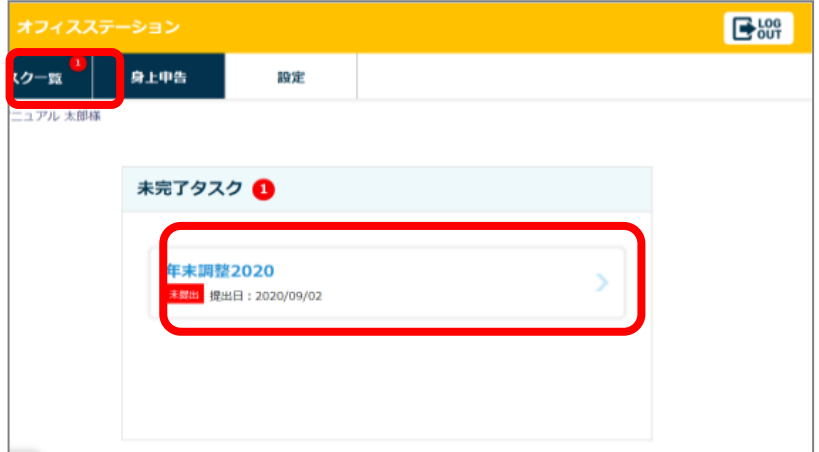 オフィスステーション
LOG
OUT
スク一覧 1
身上申告
設定
マニュアル 太郎様
未完了タスク 1
年末調整2020
未提出 提出日：2020/09/02